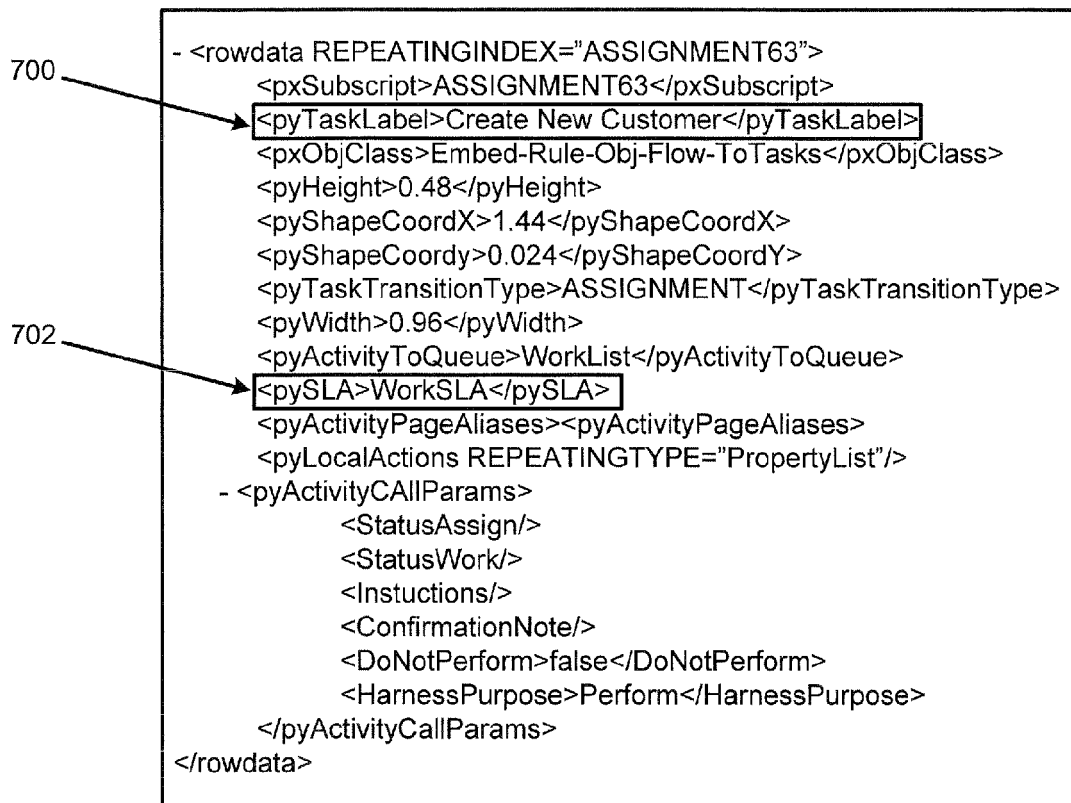 - <rowdata REPEATINGINDEX=”ASSIGNMENT63”>
<pxSubscript>ASSIGNMENT63</pxSubscript>
700
<pyTaskLabel>Create New Customer</pyTaskLabel>
<pxObjClass>Embed-Rule-Obj-Flow-ToTasks</pxObjClass>
<pyHeight>0.48</pyHeight>
<pyShapeCoordX>1.44</pyShapeCoordX>
<pyShapeCoordy>0.024</pyShapeCoordY>
<pyTaskTransitionType>ASSIGNMENT</pyTaskTransitionType>
<pyWidth>0.96</pyWidth>
702
<pyActivityToQueue>WorkList</pyActivityToQueue>
<pySLA>WorkSLA</pySLA>
<pyActivityPageAliases><pyActivityPageAliases>
<pyLocalActions REPEATINGTYPE=”PropertyList”/>
- <pyActivityCAllParams>
<StatusAssign/>
<StatusWork/>
<Instuctions/>
<ConfirmationNote/>
<DoNotPerform>false</DoNotPerform>
<HarnessPurpose>Perform</HarnessPurpose>
</pyActivityCallParams>
</rowdata>